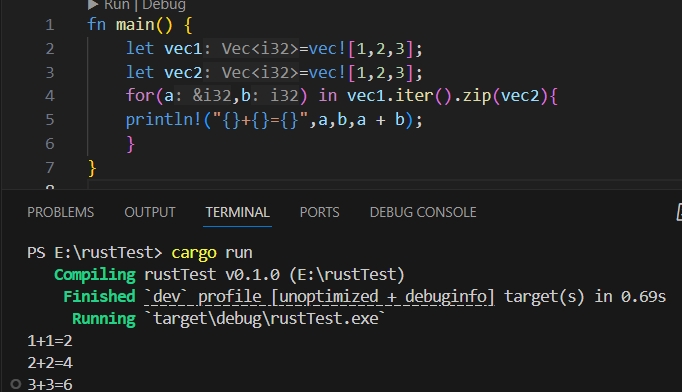 ▶ Run | Debug
1 fn main() {
2 let vec1: Vec<i32>=vec![1,2,3];
3 let vec2: Vec<i32>=vec![1,2,3];
4 for(a: &i32,b: i32) in vec1.iter().zip(vec2){
5 println!("{}+{}={}",a,b,a + b);
6 }
7 }
8
PROBLEMS OUTPUT TERMINAL PORTS DEBUG CONSOLE
PS E:\rustTest> cargo run
Compiling rustTest v0.1.0 (E:\rustTest)
Finished `dev` profile [unoptimized + debuginfo] target(s) in 0.69s
Running `target\debug\rustTest.exe`
1+1=2
2+2=4
3+3=6